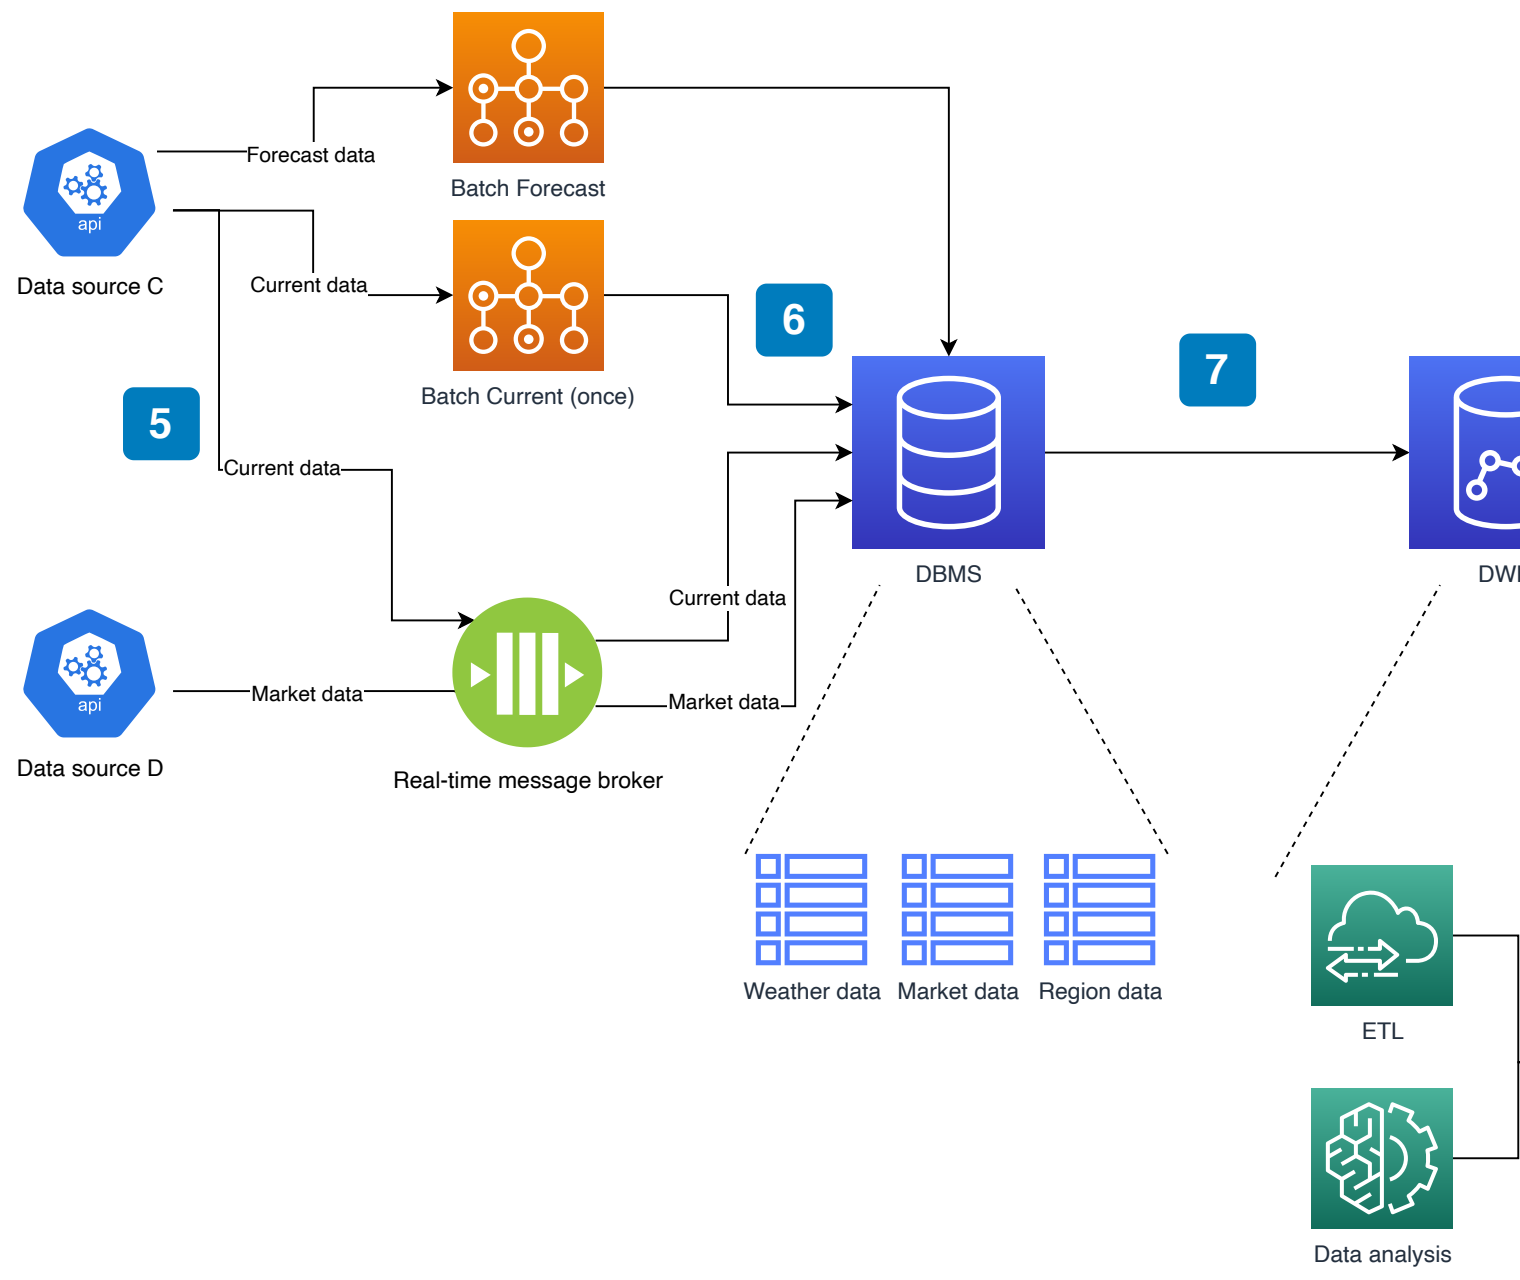 Forecast data
Batch Forecast
api
Data source C
Current data
6
7
Batch Current (once)
5
Current data
DBMS
Current data
api
Market data
Market data
Data source D
Real-time message broker
Weather data
Market data
Region data
ETL
Data analysis